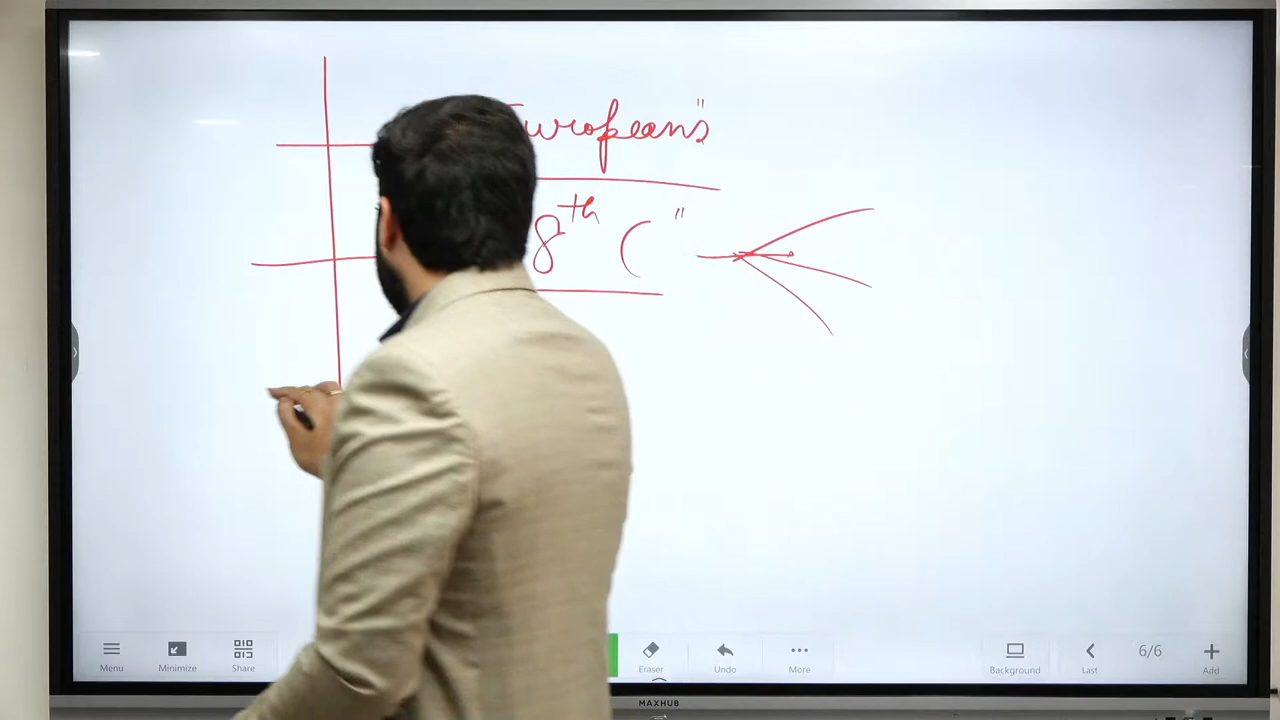 Europeans"
8th C "
Menu
Minimize
Share
Eraser
Undo
More
Background
Last
6/6
Add
MAXHUB